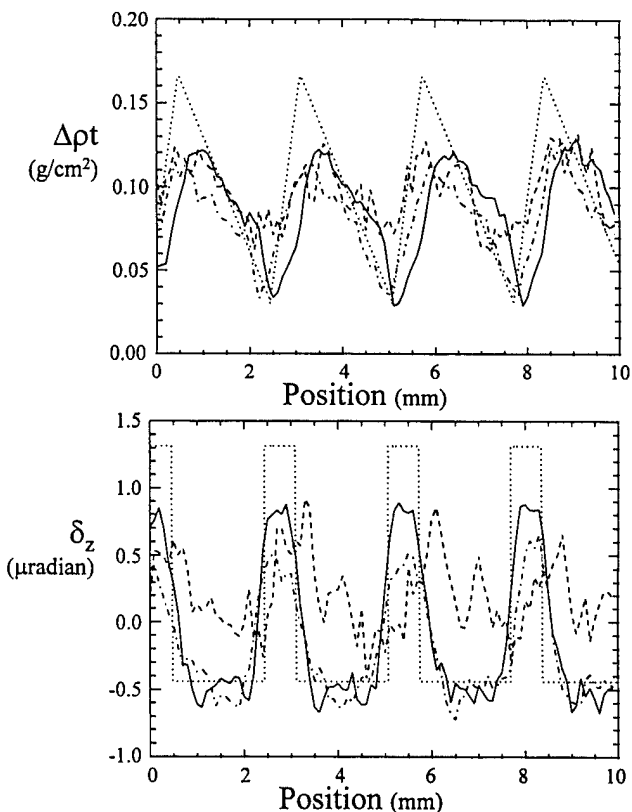 0.20
0.15
Δρt
(g/cm²)
0.10
0.05
0.00
0 2 4 6 8 10
Position (mm)
1.5
1.0
δz
0.5
(μradian)
0.0
-0.5
-1.0
0 2 4 6 8 10
Position (mm)